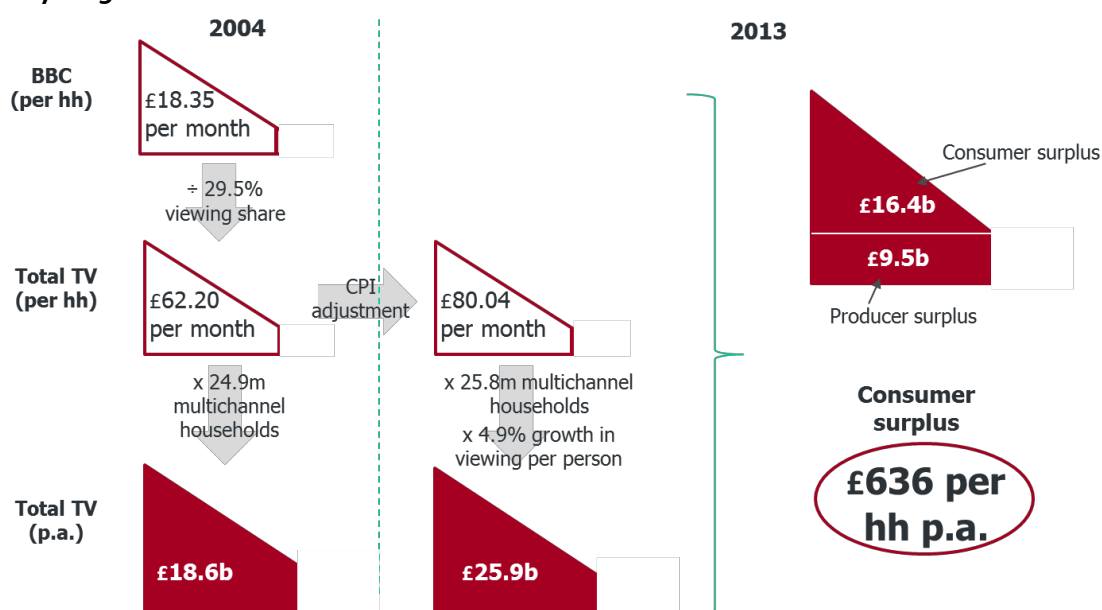 2004
2013
BBC
(per hh)
£18.35
per month
÷ 29.5%
viewing share
Total TV
(per hh)
£62.20
per month
CPI
adjustment
£80.04
per month
x 24.9m
multichannel
households
x 25.8m multichannel
households
x 4.9% growth in
viewing per person
Total TV
(p.a.)
£18.6b
£25.9b
Consumer surplus
£16.4b
£9.5b
Producer surplus
Consumer
surplus
£636 per
hh p.a.